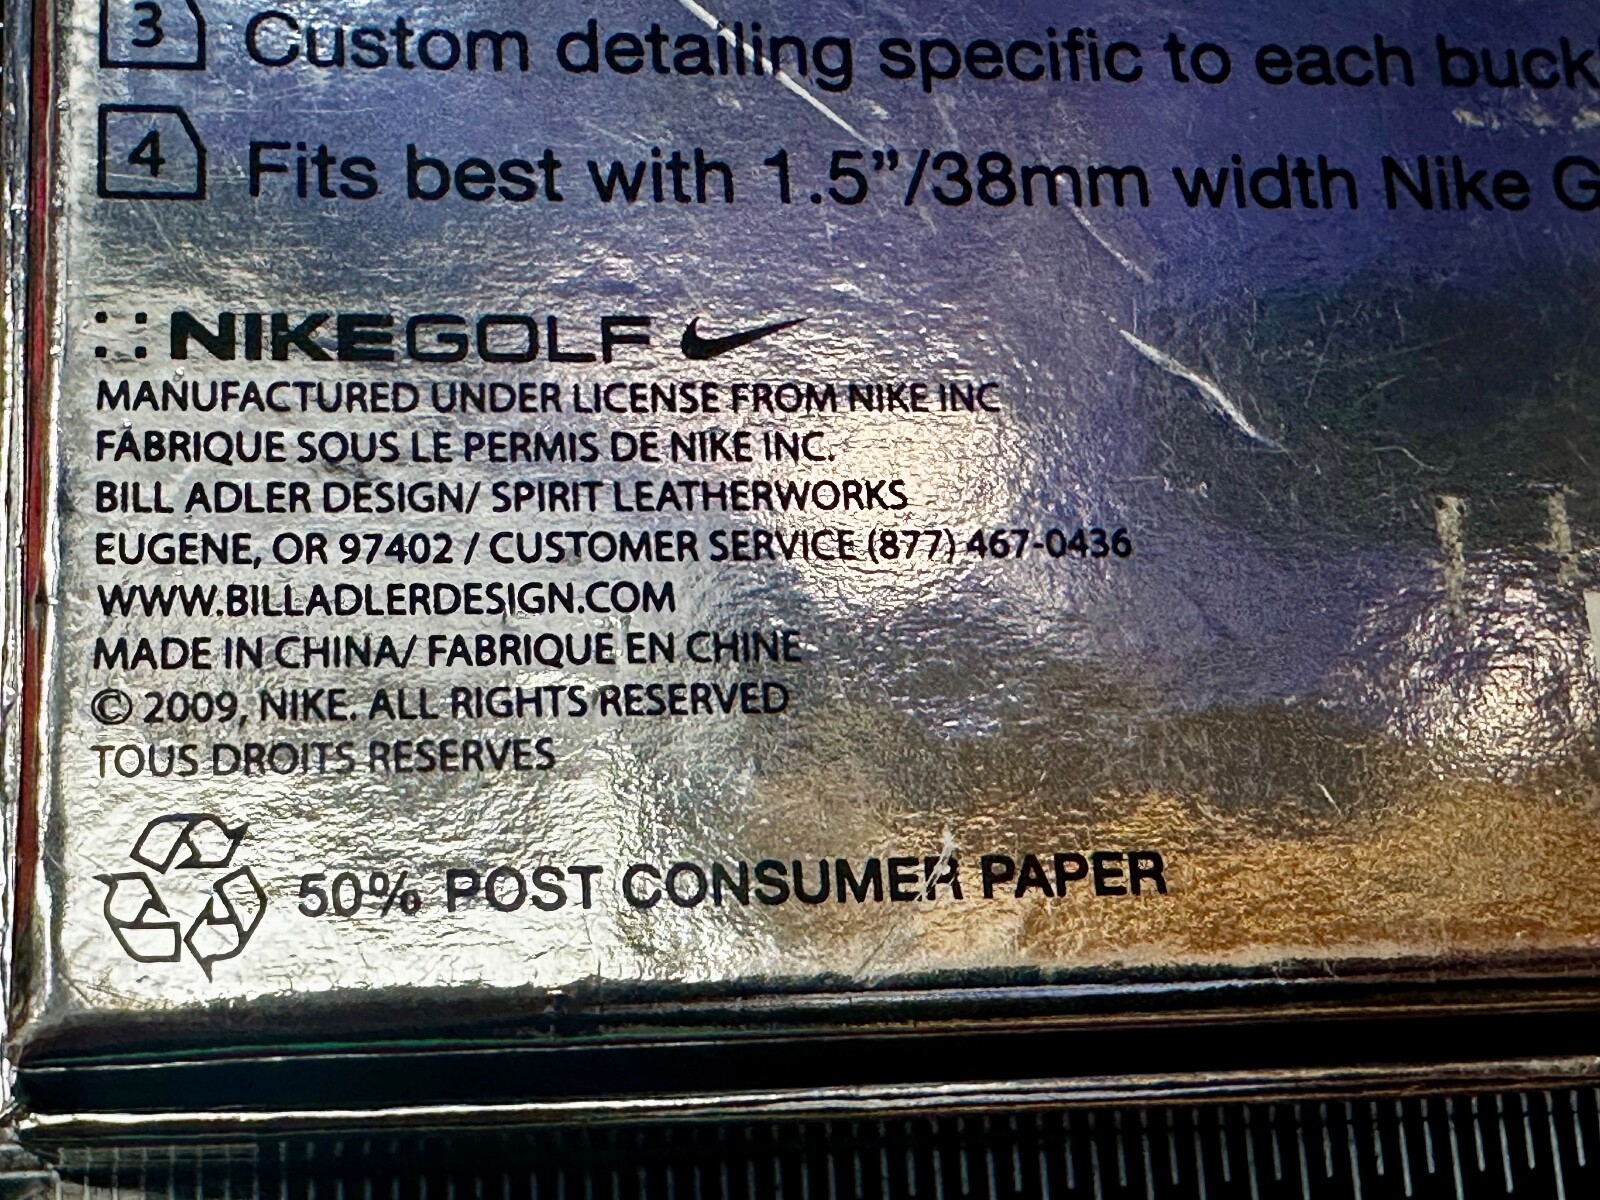 3 Custom detailing specific to each
4 Fits best with 1.5”/38mm width Nike
NIKEGOLF
MANUFACTURED UNDER LICENSE FROM NIKE INC
FABRIQUE SOUS LE PERMIS DE NIKE INC.
BILL ADLER DESIGN/ SPIRIT LEATHERWORKS
EUGENE, OR 97402 / CUSTOMER SERVICE (877) 467-0436
WWW.BILLADLERDESIGN.COM
MADE IN CHINA/ FABRIQUE EN CHINE
© 2009, NIKE. ALL RIGHTS RESERVED
TOUS DROITS RESERVES
50% POST CONSUMER PAPER